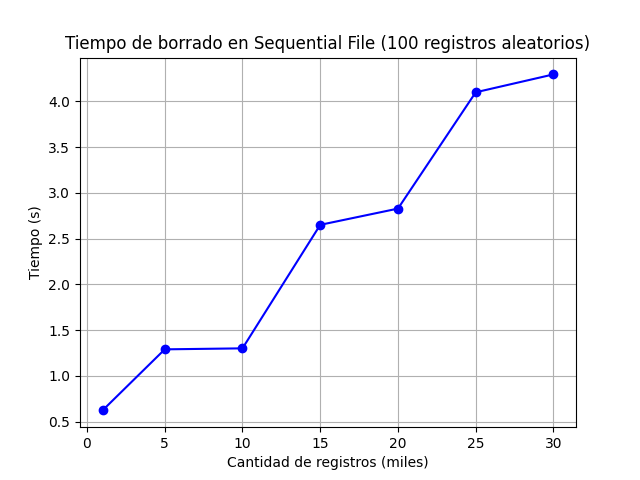 Tiempo de borrado en Sequential File (100 registros aleatorios)
4.0
3.5
3.0
2.5
2.0
1.5
1.0
0.5
Tiempo (s)
0 5 10 15 20 25 30
Cantidad de registros (miles)